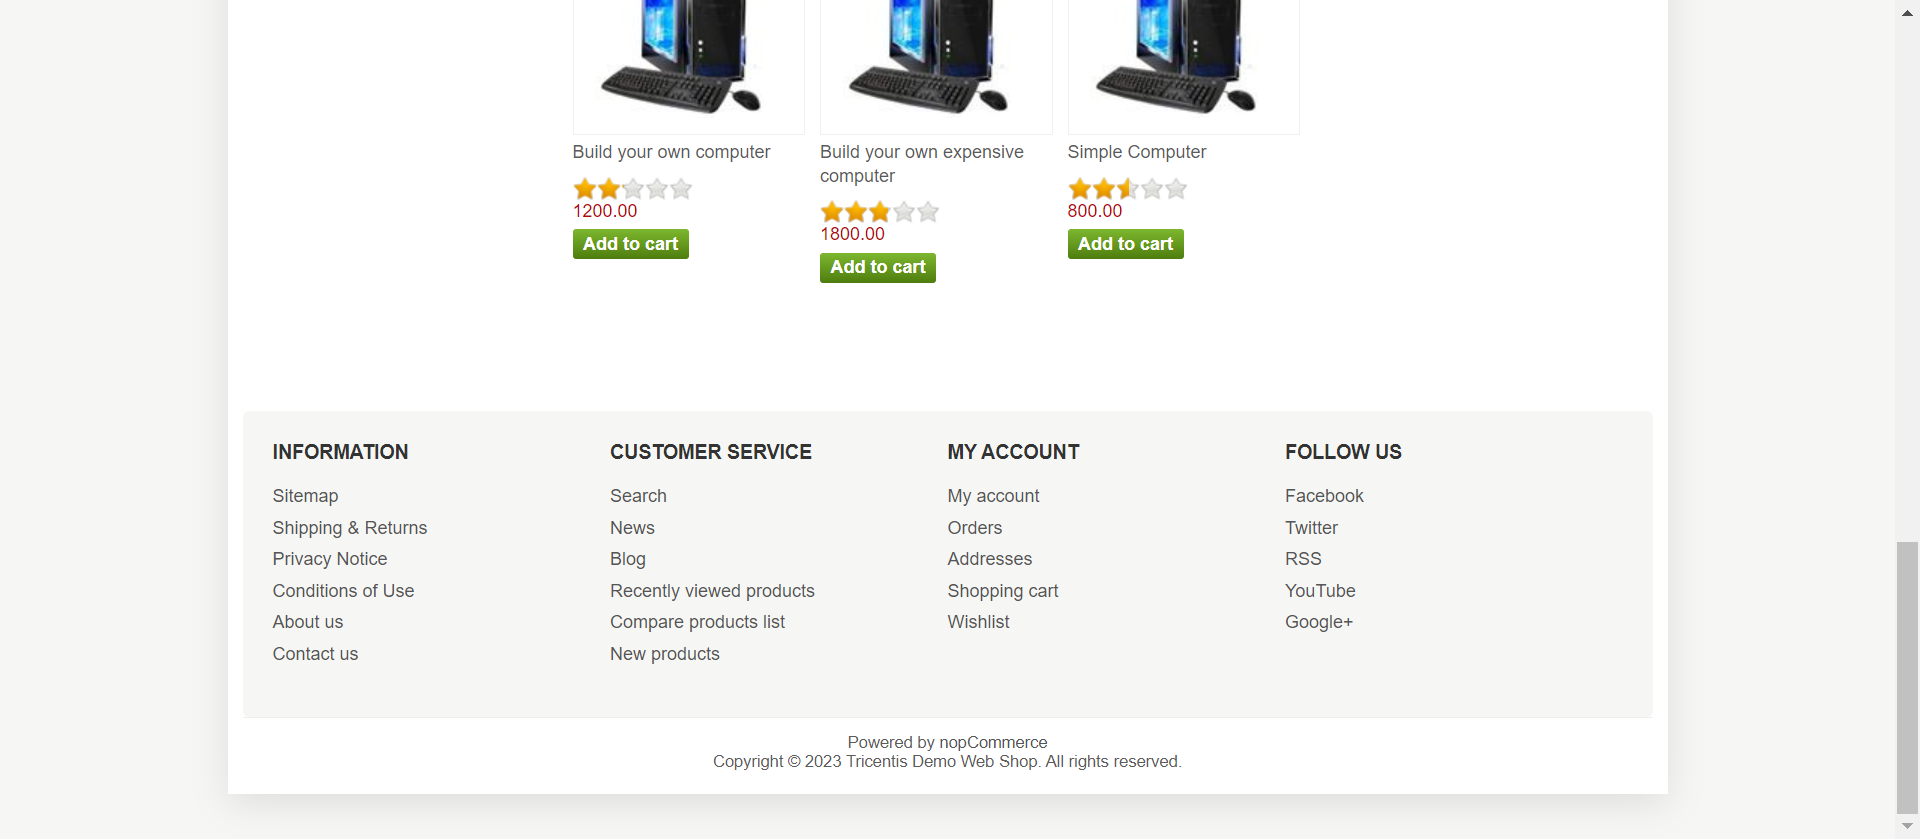 Build your own computer
1200.00
Add to cart
Build your own expensive
computer
1800.00
Add to cart
Simple Computer
800.00
Add to cart
INFORMATION
Sitemap
Shipping & Returns
Privacy Notice
Conditions of Use
About us
Contact us
CUSTOMER SERVICE
Search
News
Blog
Recently viewed products
Compare products list
New products
MY ACCOUNT
My account
Orders
Addresses
Shopping cart
Wishlist
FOLLOW US
Facebook
Twitter
RSS
YouTube
Google+
Powered by nopCommerce
Copyright © 2023 Tricentis Demo Web Shop. All rights reserved.